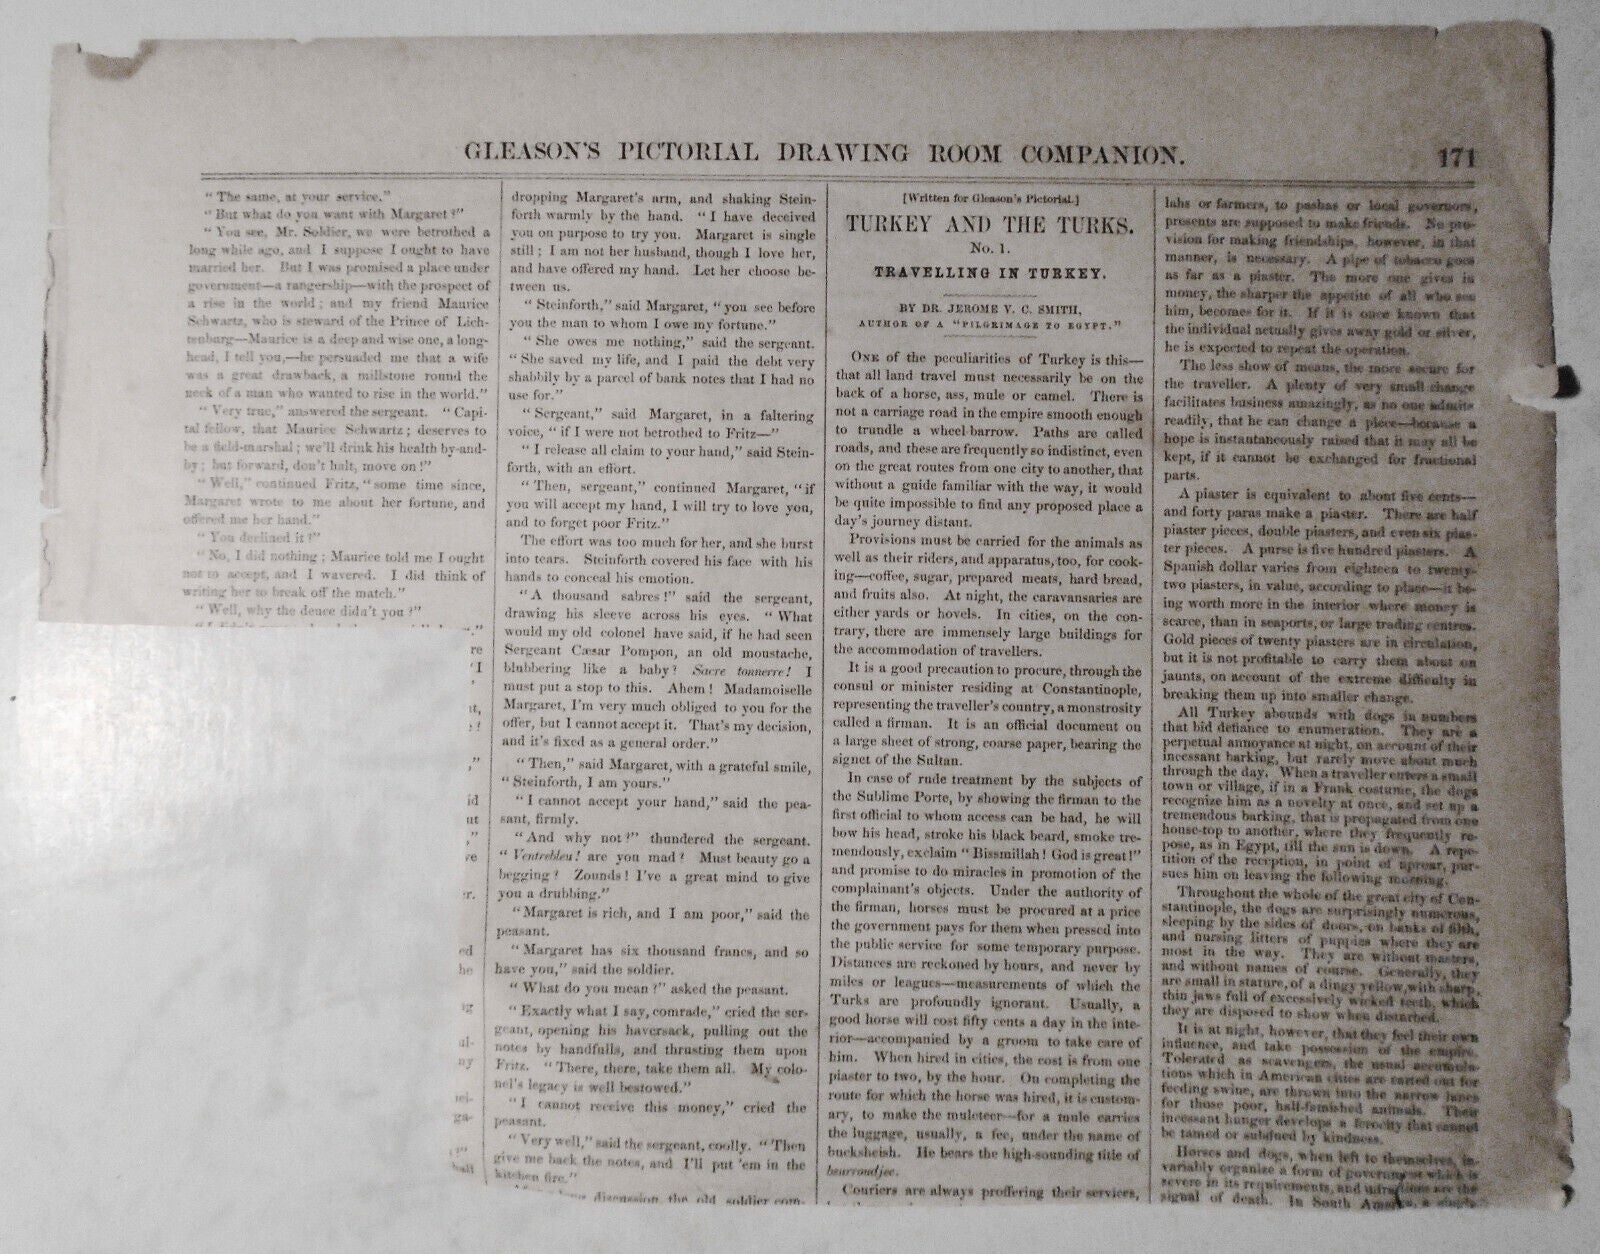 GLEASON'S PICTORIAL DRAWING ROOM COMPANION.
171
“The same, at your service.”
“But what do you want with Margaret?”
“You see, Mr. Soldier, we were betrothed a
long while ago, and I suppose I ought to have
married her. But I was promised a place under
government—a rangership—with the prospect of
a rise in the world; and my friend Maurice
Schwartz, who is steward of the Prince of Lich-
tenburg—Maurice is a deep and wise one, a long-
head, I tell you,—he persuaded me that a wife
was a great drawback, a millstone round the
neck of a man who wanted to rise in the world.”
“Very true,” answered the sergeant. “Capi-
tal fellow, that Maurice Schwartz; deserves to
be a field-marshal; we'll drink his health by-and-
by; but forward, don't halt, move on!”
“Well,” continued Fritz, “some time since,
Margaret wrote to me about her fortune, and
offered me her hand.”
“You declined it?”
“No, I did nothing; Maurice told me I ought
not to accept, and I wavered. I did think of
writing her to break off the match.”
“Well, why the deuce didn't you?”
re
“I
nt,
?
,”
id
nt
,”
ve
er.
ed
he
ng
ul-
ny
nei-
ga-
?”
half
dropping Margaret's arm, and shaking Stein-
forth warmly by the hand. “I have deceived
you on purpose to try you. Margaret is single
still; I am not her husband, though I love her,
and have offered my hand. Let her choose be-
tween us.
“Steinforth,” said Margaret, “you see before
you the man to whom I owe my fortune.”
“She owes me nothing,” said the sergeant.
“She saved my life, and I paid the debt very
shabbily by a parcel of bank notes that I had no
use for.”
“Sergeant,” said Margaret, in a faltering
voice, “if I were not betrothed to Fritz—”
“I release all claim to your hand,” said Stein-
forth, with an effort.
“Then, sergeant,” continued Margaret, “if
you will accept my hand, I will try to love you,
and to forget poor Fritz.”
The effort was too much for her, and she burst
into tears. Steinforth covered his face with his
hands to conceal his emotion.
“A thousand sabres!” said the sergeant,
drawing his sleeve across his eyes. “What
would my old colonel have said, if he had seen
Sergeant Cæsar Pompon, an old moustache,
blubbering like a baby? Sacre tonnerre! I
must put a stop to this. Ahem! Madamoiselle
Margaret, I'm very much obliged to you for the
offer, but I cannot accept it. That's my decision,
and it's fixed as a general order.”
“Then,” said Margaret, with a grateful smile,
“Steinforth, I am yours.”
“I cannot accept your hand,” said the pea-
sant, firmly.
“And why not?” thundered the sergeant.
“Ventrebleu! are you mad? Must beauty go a
begging? Zounds! I've a great mind to give
you a drubbing.”
“Margaret is rich, and I am poor,” said the
peasant.
“Margaret has six thousand francs, and so
have you,” said the soldier.
“What do you mean?” asked the peasant.
“Exactly what I say, comrade,” cried the ser-
geant, opening his haversack, pulling out the
notes by handfulls, and thrusting them upon
Fritz. “There, there, take them all. My colo-
nel's legacy is well bestowed.”
“I cannot receive this money,” cried the
peasant.
“Very well,” said the sergeant, coolly. “Then
give me back the notes, and I'll put 'em in the
kitchen fire.”
discussion the old soldier com-
[Written for Gleason's Pictorial.]
TURKEY AND THE TURKS.
No. 1.
TRAVELLING IN TURKEY.
BY DR. JEROME V. C. SMITH,
AUTHOR OF A “PILGRIMAGE TO EGYPT.”
ONE of the peculiarities of Turkey is this—
that all land travel must necessarily be on the
back of a horse, ass, mule or camel. There is
not a carriage road in the empire smooth enough
to trundle a wheel-barrow. Paths are called
roads, and these are frequently so indistinct, even
on the great routes from one city to another, that
without a guide familiar with the way, it would
be quite impossible to find any proposed place a
day's journey distant.
Provisions must be carried for the animals as
well as their riders, and apparatus, too, for cook-
ing—coffee, sugar, prepared meats, hard bread,
and fruits also. At night, the caravansaries are
either yards or hovels. In cities, on the con-
trary, there are immensely large buildings for
the accommodation of travellers.
It is a good precaution to procure, through the
consul or minister residing at Constantinople,
representing the traveller's country, a monstrosity
called a firman. It is an official document on
a large sheet of strong, coarse paper, bearing the
signet of the Sultan.
In case of rude treatment by the subjects of
the Sublime Porte, by showing the firman to the
first official to whom access can be had, he will
bow his head, stroke his black beard, smoke tre-
mendously, exclaim “Bissmillah! God is great!”
and promise to do miracles in promotion of the
complainant's objects. Under the authority of
the firman, horses must be procured at a price
the government pays for them when pressed into
the public service for some temporary purpose.
Distances are reckoned by hours, and never by
miles or leagues—measurements of which the
Turks are profoundly ignorant. Usually, a
good horse will cost fifty cents a day in the inte-
rior—accompanied by a groom to take care of
him. When hired in cities, the cost is from one
piaster to two, by the hour. On completing the
route for which the horse was hired, it is custom-
ary, to make the muleteer—for a mule carries
the luggage, usually, a fee, under the name of
bucksheish. He bears the high-sounding title of
bsurroudjee.
Couriers are always proffering their services,
lahs or farmers, to pashas or local governors,
presents are supposed to make friends. No pro-
vision for making friendships, however, in that
manner, is necessary. A pipe of tobacco goes
as far as a piaster. The more one gives in
money, the sharper the appetite of all who see
him, becomes for it. If it is once known that
the individual actually gives away gold or silver,
he is expected to repeat the operation.
The less show of means, the more secure for
the traveller. A plenty of very small change
facilitates business amazingly, as no one admits
readily, that he can change a piece—because a
hope is instantaneously raised that it may all be
kept, if it cannot be exchanged for fractional
parts.
A piaster is equivalent to about five cents—
and forty paras make a piaster. There are half
piaster pieces, double piasters, and even six pias-
ter pieces. A purse is five hundred piasters. A
Spanish dollar varies from eighteen to twenty-
two piasters, in value, according to place—it be-
ing worth more in the interior where money is
scarce, than in seaports, or large trading centres.
Gold pieces of twenty piasters are in circulation,
but it is not profitable to carry them about on
jaunts, on account of the extreme difficulty in
breaking them up into smaller change.
All Turkey abounds with dogs in numbers
that bid defiance to enumeration. They are a
perpetual annoyance at night, on account of their
incessant barking, but rarely move about much
through the day. When a traveller enters a small
town or village, if in a Frank costume, the dogs
recognize him as a novelty at once, and set up a
tremendous barking, that is propagated from one
house-top to another, where they frequently re-
pose, as in Egypt, till the sun is down. A repe-
tition of the reception, in point of uproar, pur-
sues him on leaving the following morning.
Throughout the whole of the great city of Con-
stantinople, the dogs are surprisingly numerous,
sleeping by the sides of doors, on banks of filth,
and nursing litters of puppies where they are
most in the way. They are without masters,
and without names of course. Generally, they
are small in stature, of a dingy yellow, with sharp,
thin jaws full of excessively wicked teeth, which
they are disposed to show when disturbed.
It is at night, however, that they feel their own
influence, and take possession of the empire.
Tolerated as scavengers, the usual accumula-
tions which in American cities are carted out for
feeding swine, are thrown into the narrow lanes
for those poor, half-famished animals. Their
incessant hunger develops a ferocity that cannot
be tamed or subdued by kindness.
Horses and dogs, when left to themselves, in-
variably organize a form of government which is
severe in its requirements, and infractions are the
signal of death. In South America, a single